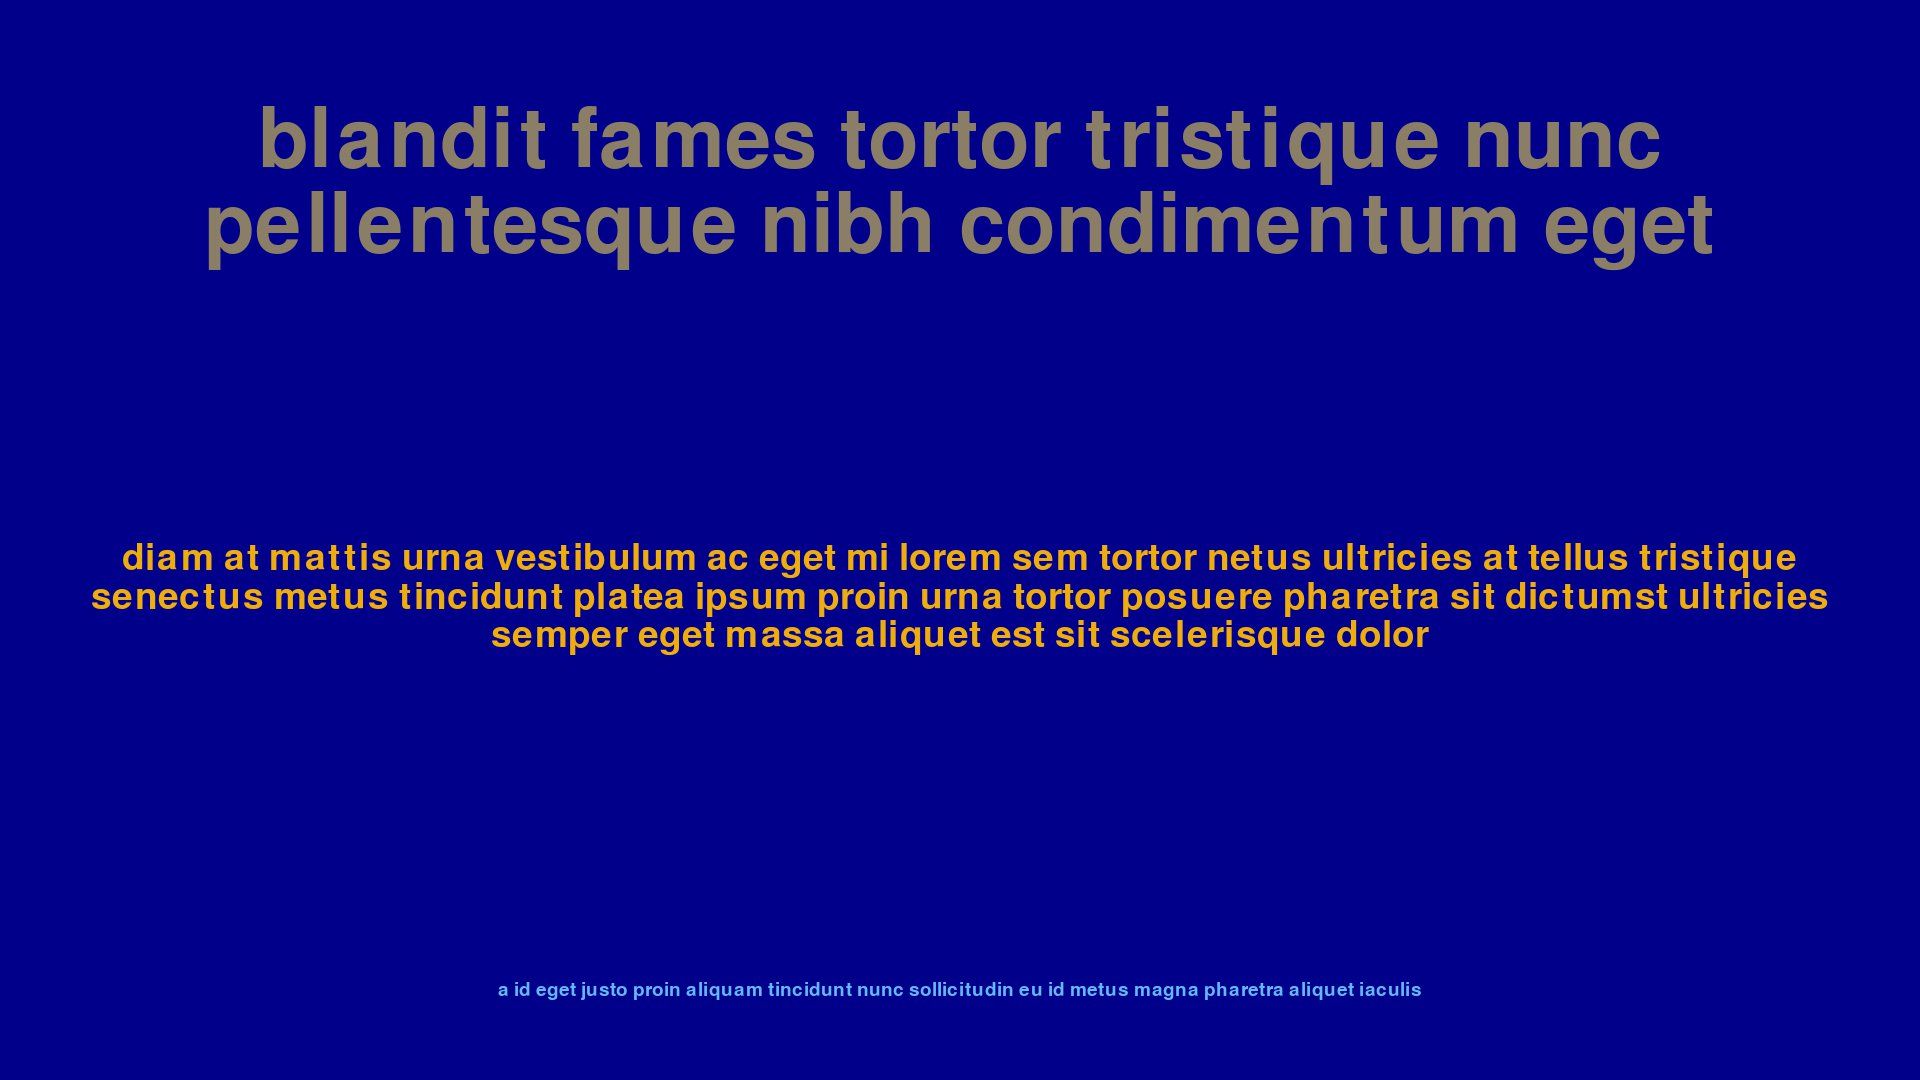 blandit fames tortor tristique nunc
pellentesque nibh condimentum eget
diam at mattis urna vestibulum ac eget mi lorem sem tortor netus ultricies at tellus tristique
senectus metus tincidunt platea ipsum proin urna tortor posuere pharetra sit dictumst ultricies
semper eget massa aliquet est sit scelerisque dolor
a id eget justo proin aliquam tincidunt nunc sollicitudin eu id metus magna pharetra aliquet iaculis